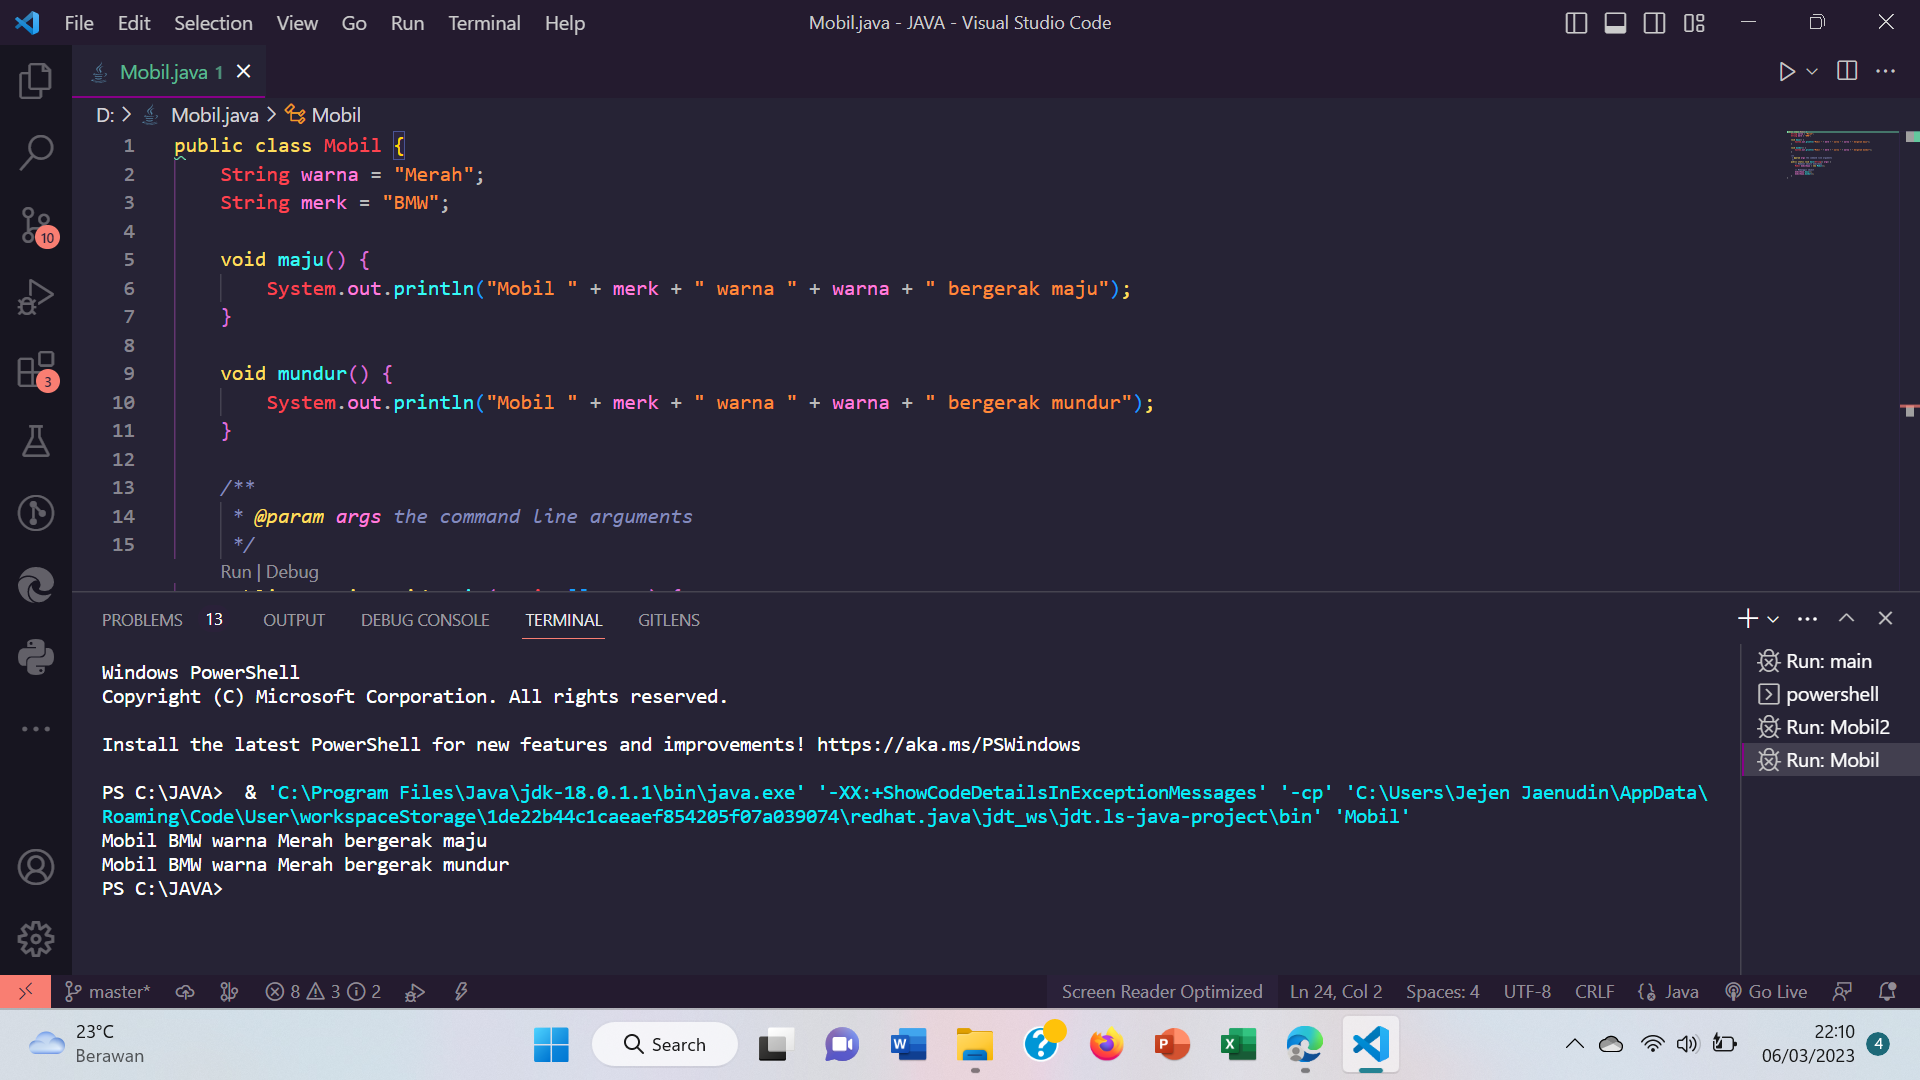 File Edit Selection View Go Run Terminal Help
Mobil.java - JAVA - Visual Studio Code
Mobil.java 1
D: > Mobil.java > Mobil
1 public class Mobil {
2 String warna = "Merah";
3 String merk = "BMW";
4
5 void maju() {
6 System.out.println("Mobil " + merk + " warna " + warna + " bergerak maju");
7 }
8
9 void mundur() {
10 System.out.println("Mobil " + merk + " warna " + warna + " bergerak mundur");
11 }
12
13 /**
14 * @param args the command line arguments
15 */
Run | Debug
10
3
PROBLEMS 13 OUTPUT DEBUG CONSOLE TERMINAL GITLENS
Windows PowerShell
Copyright (C) Microsoft Corporation. All rights reserved.
Install the latest PowerShell for new features and improvements! https://aka.ms/PSWindows
PS C:\JAVA> & 'C:\Program Files\Java\jdk-18.0.1.1\bin\java.exe' '-XX:+ShowCodeDetailsInExceptionMessages' '-cp' 'C:\Users\Jejen Jaenudin\AppData\
Roaming\Code\User\workspaceStorage\1de22b44c1caeaef854205f07a039074\redhat.java\jdt_ws\jdt.ls-java-project\bin' 'Mobil'
Mobil BMW warna Merah bergerak maju
Mobil BMW warna Merah bergerak mundur
PS C:\JAVA>
Run: main
powershell
Run: Mobil2
Run: Mobil
master* 8 3 2 Screen Reader Optimized Ln 24, Col 2 Spaces: 4 UTF-8 CRLF Java Go Live
23°C
Berawan
Search
22:10
06/03/2023
4